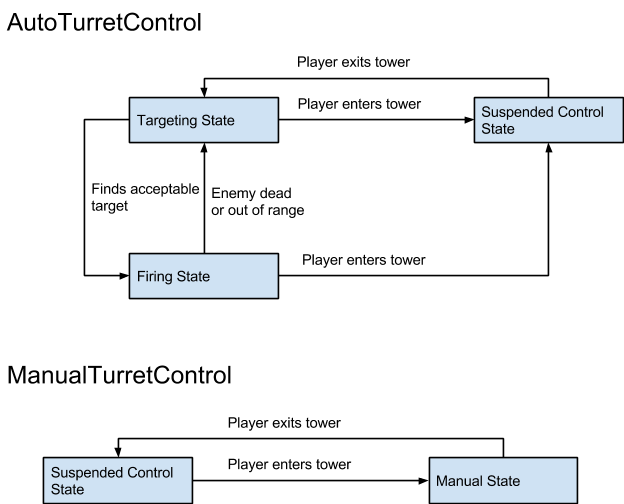 AutoTurretControl
Player exits tower
Player enters tower
Targeting State
Suspended Control
State
Finds acceptable
target
Enemy dead
or out of range
Player enters tower
Firing State
ManualTurretControl
Player exits tower
Player enters tower
Suspended Control
State
Manual State